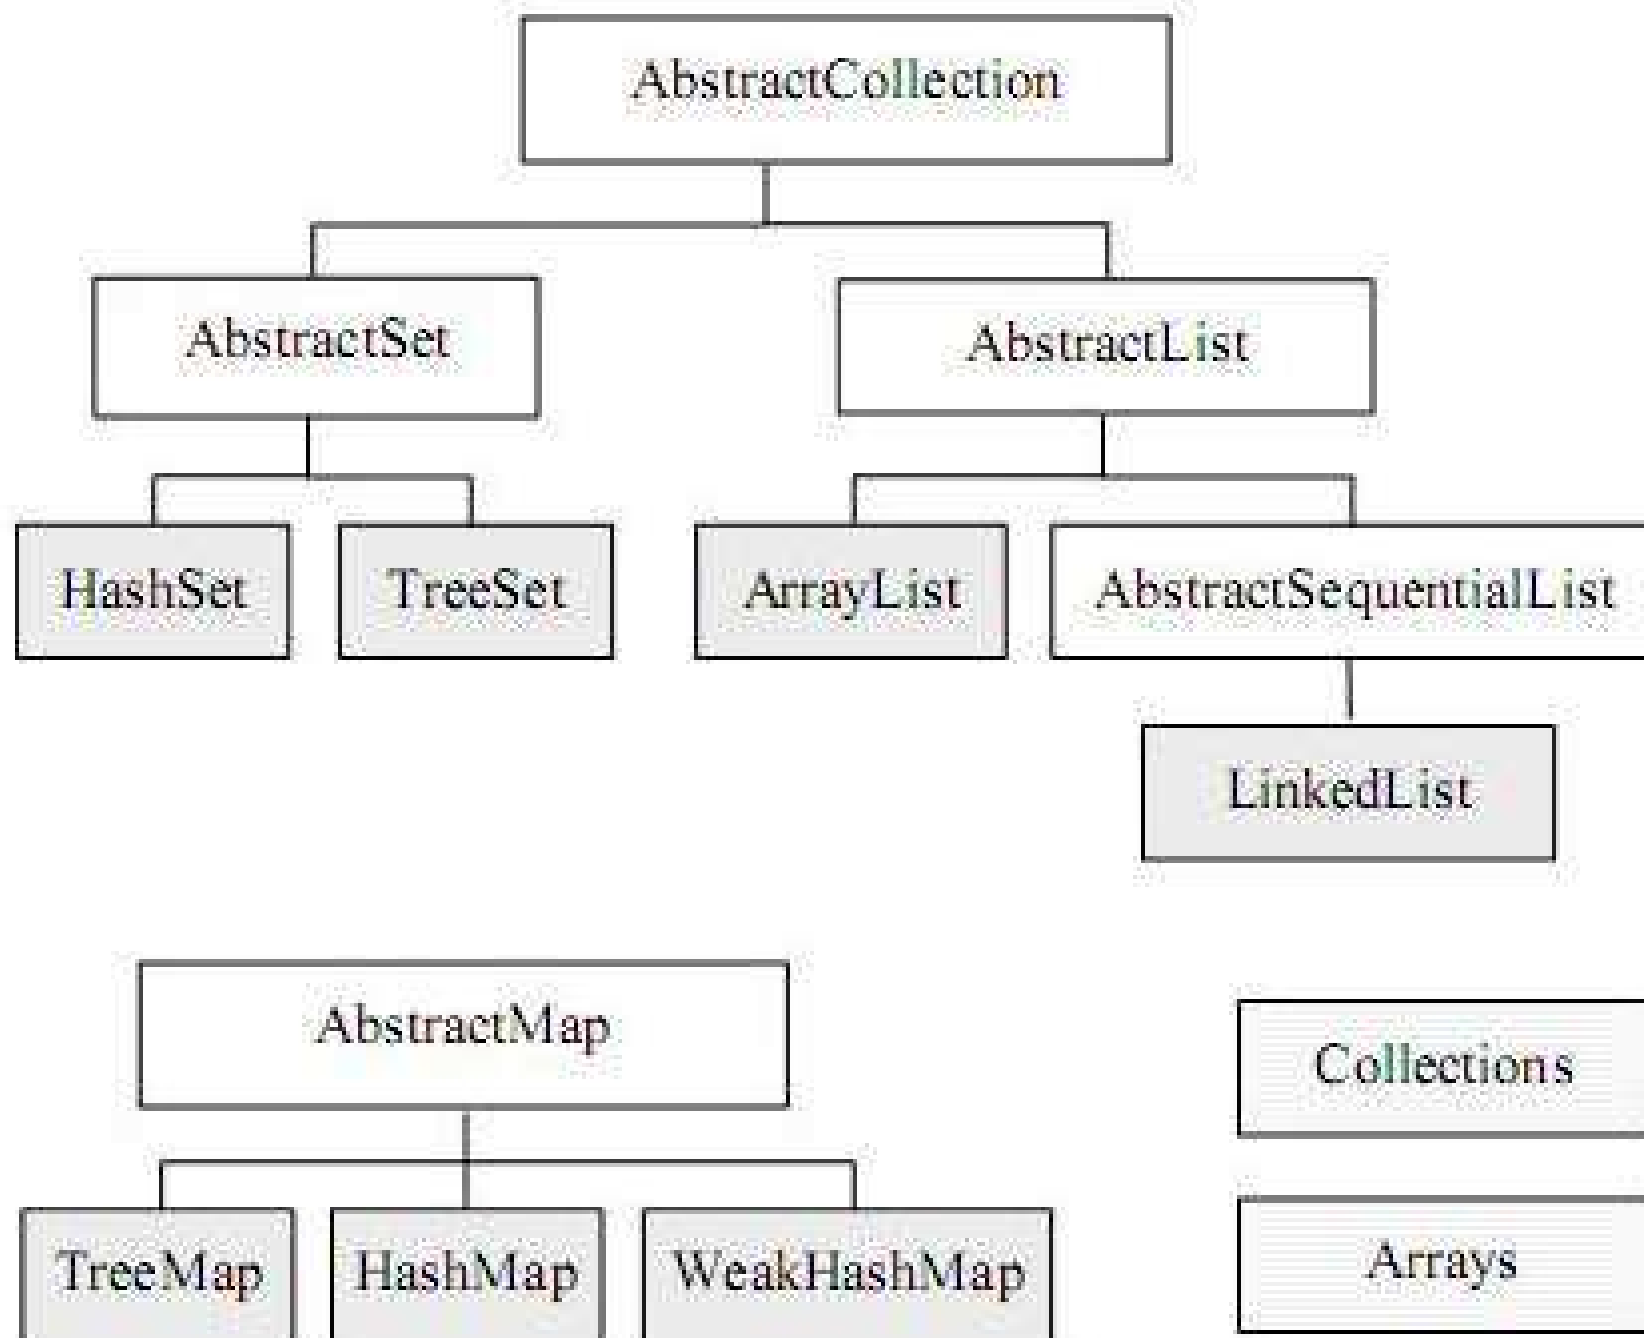 AbstractCollection
AbstractSet
AbstractList
HashSet
TreeSet
ArrayList
AbstractSequentialList
LinkedList
AbstractMap
Collections
TreeMap
HashMap
WeakHashMap
Arrays